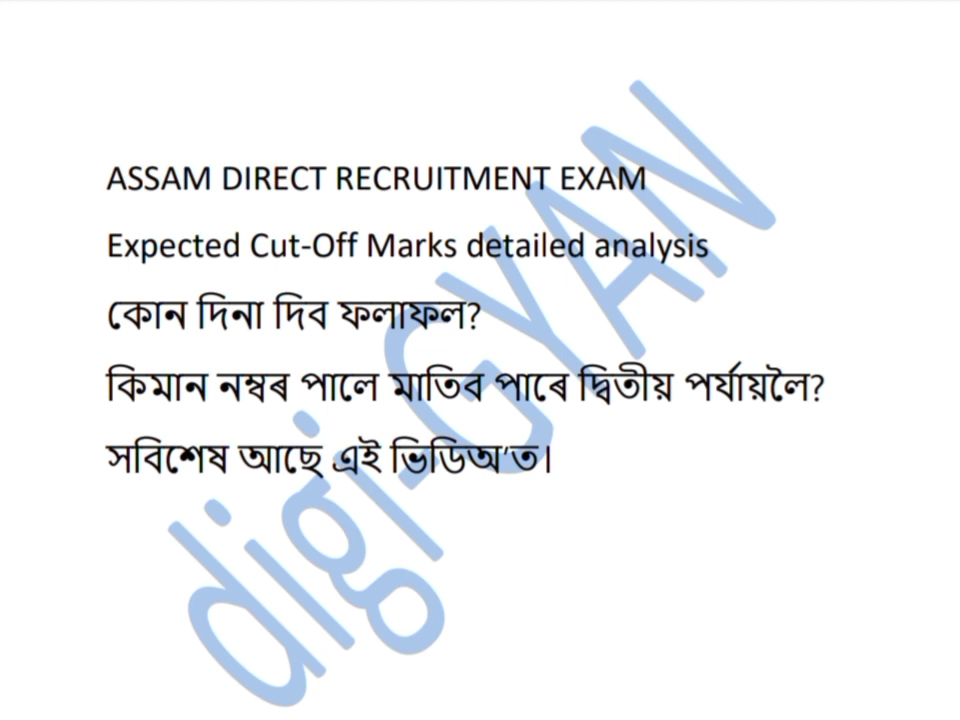 ASSAM DIRECT RECRUITMENT EXAM
Expected Cut-Off Marks detailed analysis
কোন দিনা দিব ফলাফল?
কিমান নম্বৰ পালে মাতিব পাৰে দ্বিতীয় পৰ্যায়লৈ?
সবিশেষ আছে এই ভিডিঅ’ত।
digi-GYAN